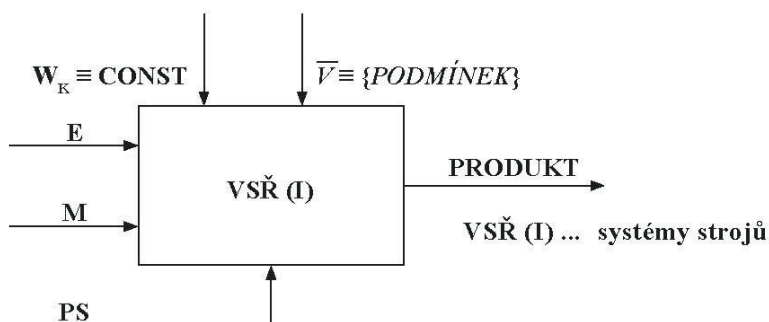 W_K ≡ CONST
V̅ ≡ {PODMÍNEK}
E
M
VSŘ (I)
PRODUKT
VSŘ (I) ... systémy strojů
PS